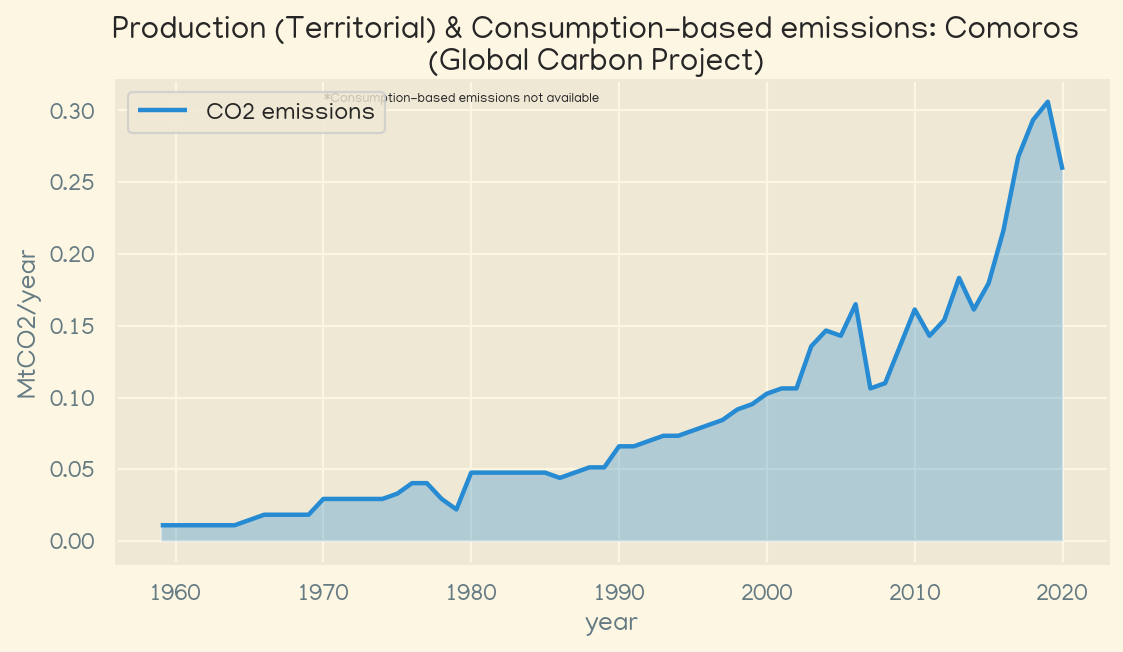 Production (Territorial) & Consumption-based emissions: Comoros
(Global Carbon Project)
*Consumption-based emissions not available
CO2 emissions
0.30
0.25
0.20
0.15
0.10
0.05
0.00
MtCO2/year
1960 1970 1980 1990 2000 2010 2020
year